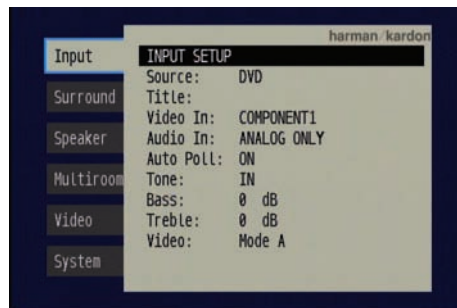 harman/kardon
Input
Surround
Speaker
Multiroom
Video
System
INPUT SETUP
Source: DVD
Title:
Video In: COMPONENT1
Audio In: ANALOG ONLY
Auto Poll: ON
Tone: IN
Bass: 0 dB
Treble: 0 dB
Video: Mode A